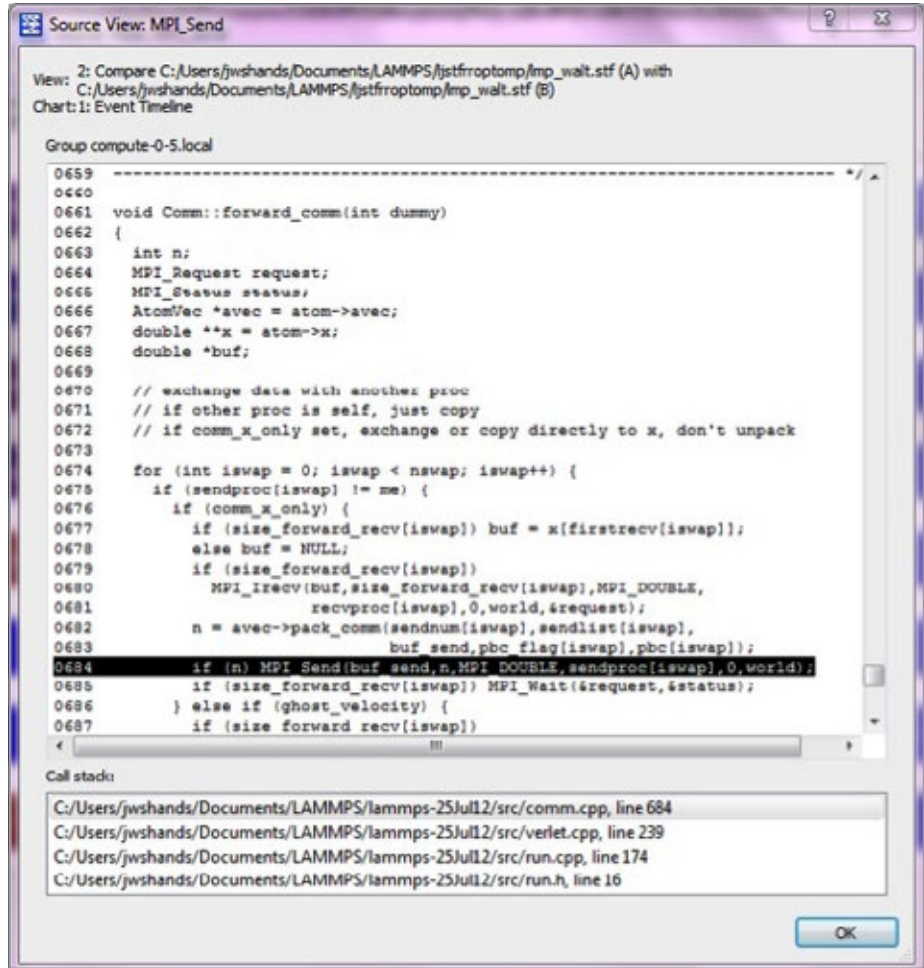 Source View: MPI_Send
View: 2: Compare C:/Users/jwshands/Documents/LAMMPS/ljstfrroptomp/lmp_wait.stf (A) with
C:/Users/jwshands/Documents/LAMMPS/ljstfrroptomp/lmp_wait.stf (B)
Chart: 1: Event Timeline
Group compute-0-5.local
0659 ------------------------------------------------------------------------- */
0660
0661 void Comm::forward_comm(int dummy)
0662 {
0663 int n;
0664 MPI_Request request;
0665 MPI_Status status;
0666 AtomVec *avec = atom->avec;
0667 double **x = atom->x;
0668 double *buf;
0669
0670 // exchange data with another proc
0671 // if other proc is self, just copy
0672 // if comm_x_only set, exchange or copy directly to x, don't unpack
0673
0674 for (int iswap = 0; iswap < nswap; iswap++) {
0675 if (sendproc[iswap] != me) {
0676 if (comm_x_only) {
0677 if (size_forward_recv[iswap]) buf = x[firstrecv[iswap]];
0678 else buf = NULL;
0679 if (size_forward_recv[iswap])
0680 MPI_Irecv(buf,size_forward_recv[iswap],MPI_DOUBLE,
0681 recvproc[iswap],0,world,&request);
0682 n = avec->pack_comm(sendnum[iswap],sendlist[iswap],
0683 buf_send,pbc_flag[iswap],pbc[iswap]);
0684 if (n) MPI_Send(buf_send,n,MPI_DOUBLE,sendproc[iswap],0,world);
0685 if (size_forward_recv[iswap]) MPI_Wait(&request,&status);
0686 } else if (ghost_velocity) {
0687 if (size_forward_recv[iswap])
Call stack:
C:/Users/jwshands/Documents/LAMMPS/lammps-25Jul12/src/comm.cpp, line 684
C:/Users/jwshands/Documents/LAMMPS/lammps-25Jul12/src/verlet.cpp, line 239
C:/Users/jwshands/Documents/LAMMPS/lammps-25Jul12/src/run.cpp, line 174
C:/Users/jwshands/Documents/LAMMPS/lammps-25Jul12/src/run.h, line 16
OK